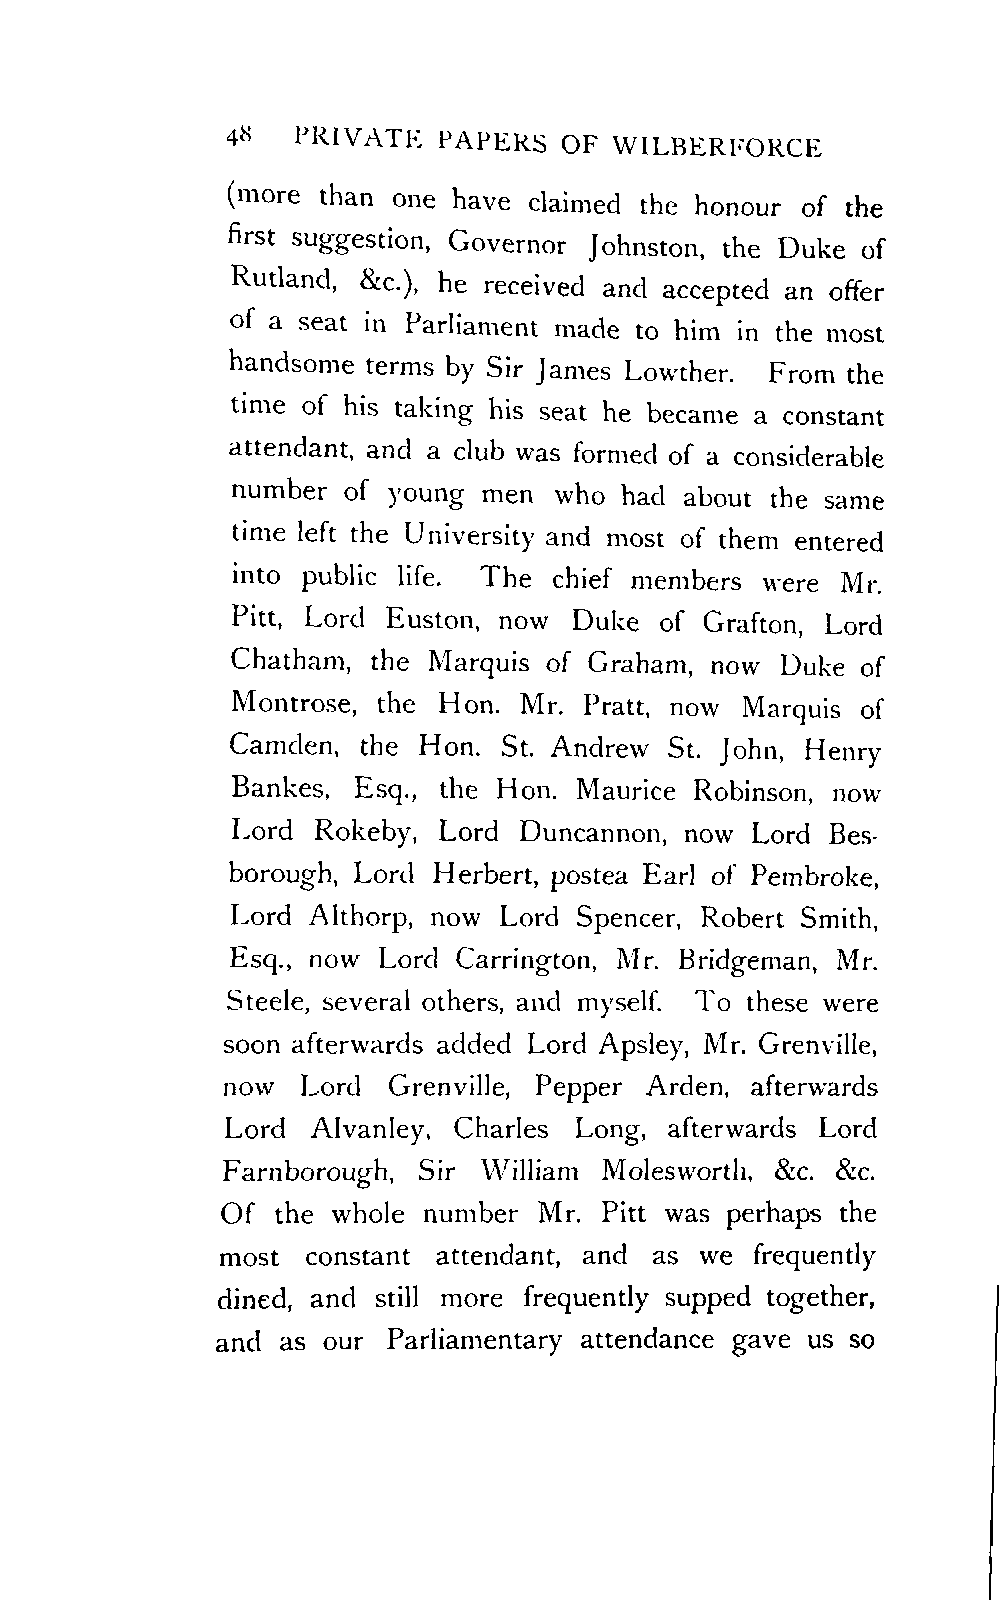 48 PRIVATE PAPERS OF WILBERFORCE
(more than one have claimed the honour of the
first suggestion, Governor Johnston, the Duke of
Rutland, &c.), he received and accepted an offer
of a seat in Parliament made to him in the most
handsome terms by Sir James Lowther. From the
time of his taking his seat he became a constant
attendant, and a club was formed of a considerable
number of young men who had about the same
time left the University and most of them entered
into public life. The chief members were Mr.
Pitt, Lord Euston, now Duke of Grafton, Lord
Chatham, the Marquis of Graham, now Duke of
Montrose, the Hon. Mr. Pratt, now Marquis of
Camden, the Hon. St. Andrew St. John, Henry
Bankes, Esq., the Hon. Maurice Robinson, now
Lord Rokeby, Lord Duncannon, now Lord Bes-
borough, Lord Herbert, postea Earl of Pembroke,
Lord Althorp, now Lord Spencer, Robert Smith,
Esq., now Lord Carrington, Mr. Bridgeman, Mr.
Steele, several others, and myself. To these were
soon afterwards added Lord Apsley, Mr. Grenville,
now Lord Grenville, Pepper Arden, afterwards
Lord Alvanley, Charles Long, afterwards Lord
Farnborough, Sir William Molesworth, &c. &c.
Of the whole number Mr. Pitt was perhaps the
most constant attendant, and as we frequently
dined, and still more frequently supped together,
and as our Parliamentary attendance gave us so